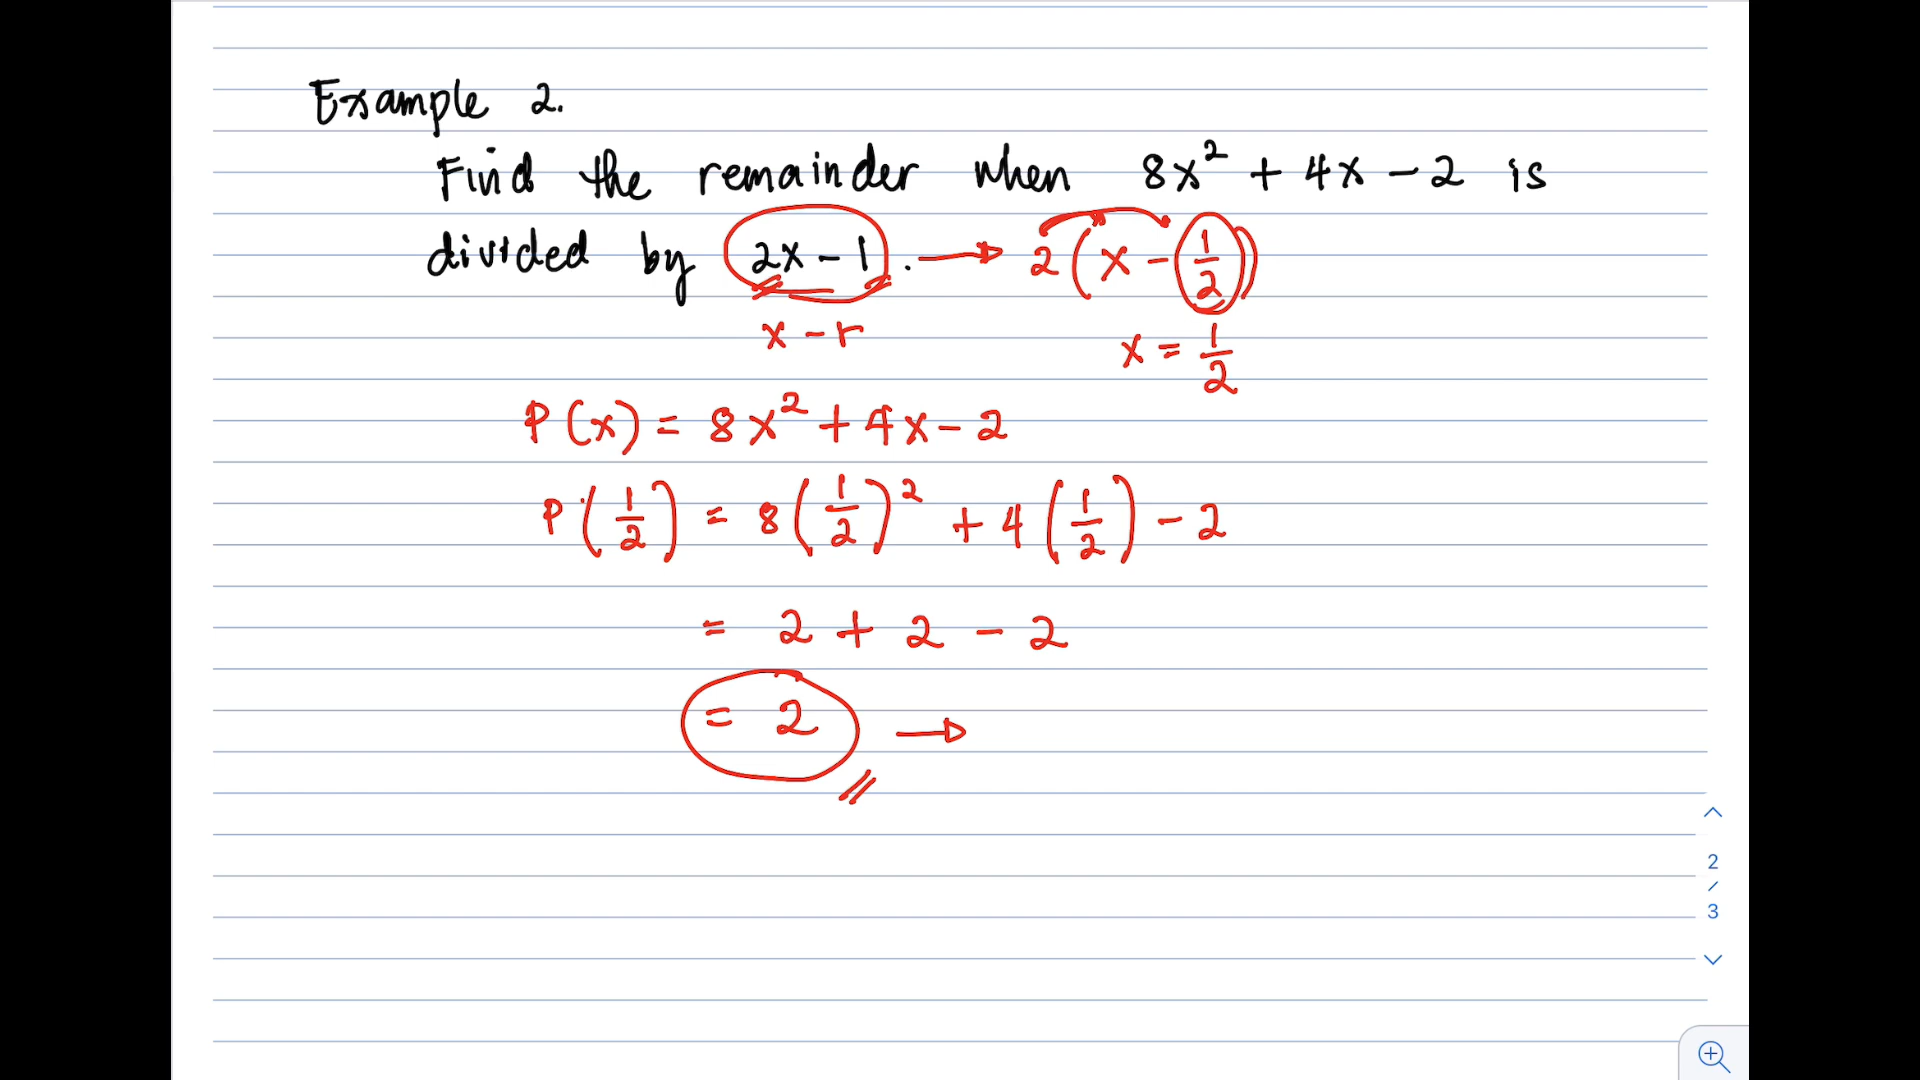 Example 2.
Find the remainder when 8x² + 4x - 2 is
divided by 2x - 1. → 2(x - 1/2)
x - r
x = 1/2
P(x) = 8x² + 4x - 2
P(1/2) = 8(1/2)² + 4(1/2) - 2
= 2 + 2 - 2
= 2 →
2
/
3